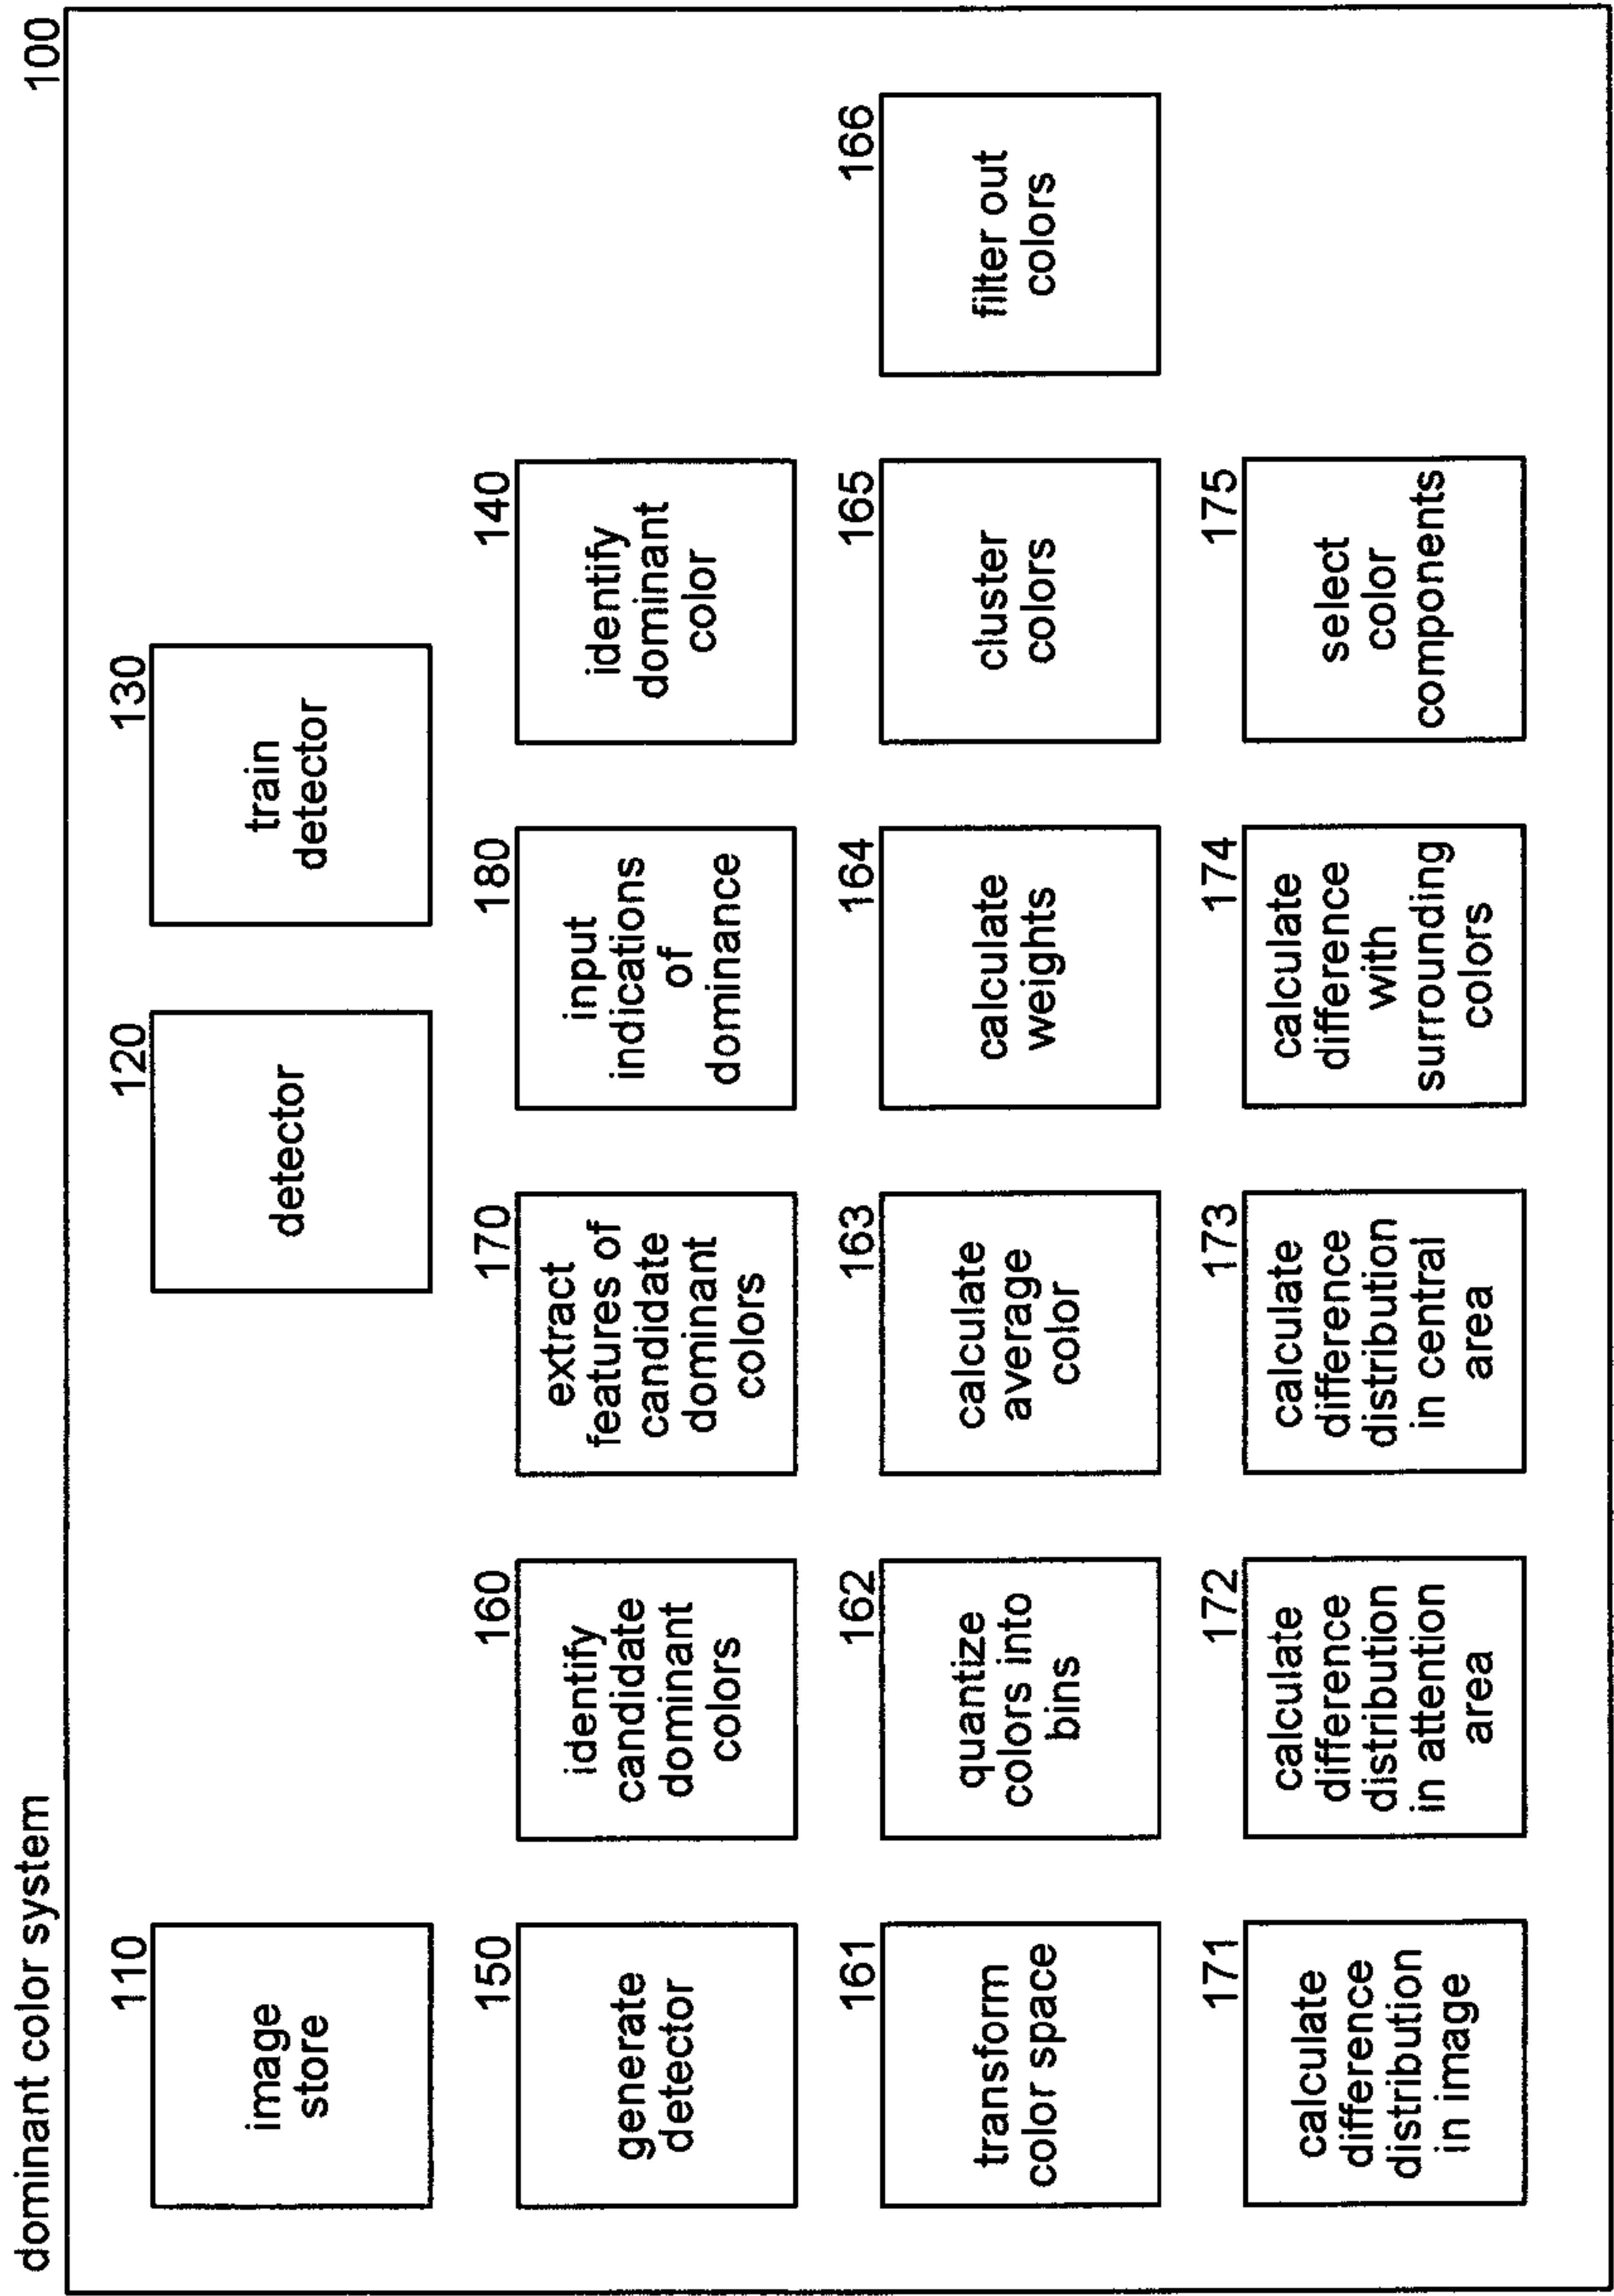 dominant color system
100
110
image
store
120
detector
130
train
detector
150
generate
detector
160
identify
candidate
dominant
colors
170
extract
features of
candidate
dominant
colors
180
input
indications
of
dominance
140
identify
dominant
color
161
transform
color space
162
quantize
colors into
bins
163
calculate
average
color
164
calculate
weights
165
cluster
colors
166
filter out
colors
171
calculate
difference
distribution
in image
172
calculate
difference
distribution
in attention
area
173
calculate
difference
distribution
in central
area
174
calculate
difference
with
surrounding
colors
175
select
color
components